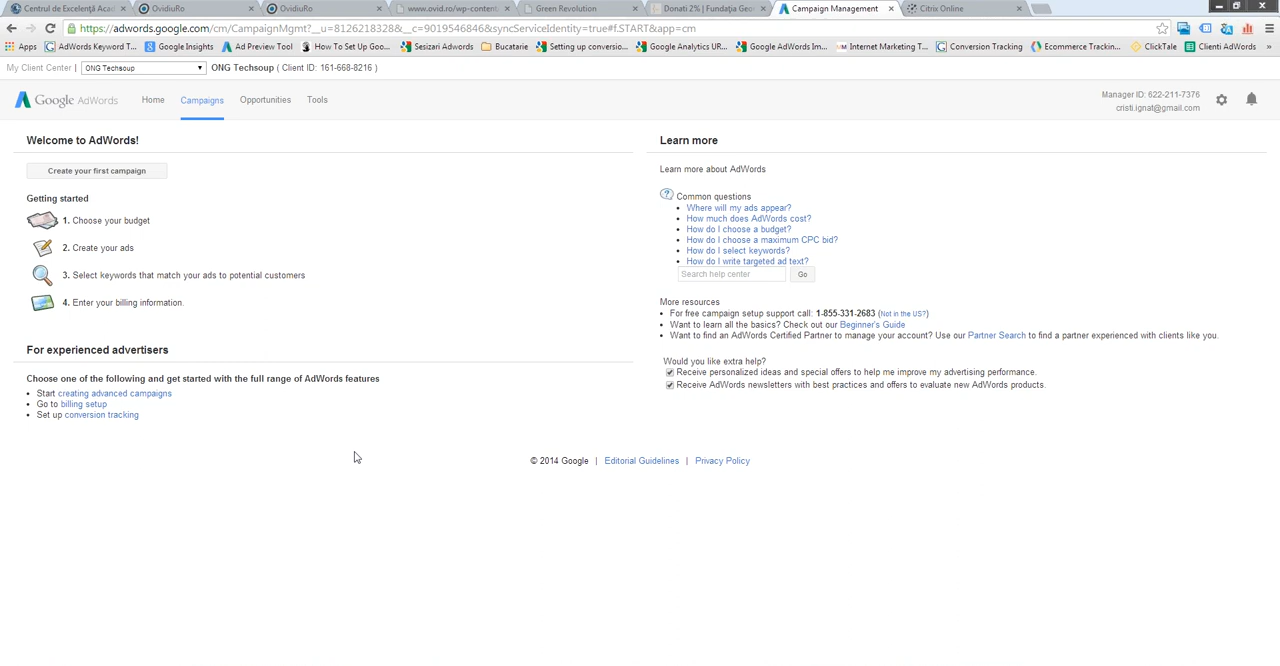 Centrul de Excelență Acad
OvidiuRo
OvidiuRo
www.ovid.ro/wp-content
Green Revolution
Donati 2% | Fundația Geo
Campaign Management
Citrix Online
https://adwords.google.com/cm/CampaignMgmt?__u=8126218328&__c=9019546846&syncServiceIdentity=true#f.START&app=cm
Apps
AdWords Keyword T...
Google Insights
Ad Preview Tool
How To Set Up Goo...
Sesizari Adwords
Bucatarie
Setting up conversio...
Google Analytics UR...
Google AdWords Im...
Internet Marketing T...
Conversion Tracking
Ecommerce Trackin...
ClickTale
Clienti AdWords
»
My Client Center | ONG Techsoup ONG Techsoup ( Client ID: 161-668-8216 )
Google AdWords Home Campaigns Opportunities Tools
Manager ID: 622-211-7376
cristi.ignat@gmail.com
Welcome to AdWords!
Create your first campaign
Getting started
1. Choose your budget
2. Create your ads
3. Select keywords that match your ads to potential customers
4. Enter your billing information.
For experienced advertisers
Choose one of the following and get started with the full range of AdWords features
• Start creating advanced campaigns
• Go to billing setup
• Set up conversion tracking
Learn more
Learn more about AdWords
Common questions
• Where will my ads appear?
• How much does AdWords cost?
• How do I choose a budget?
• How do I choose a maximum CPC bid?
• How do I select keywords?
• How do I write targeted ad text?
Search help center Go
More resources
• For free campaign setup support call: 1-855-331-2683 (Not in the US?)
• Want to learn all the basics? Check out our Beginner's Guide
• Want to find an AdWords Certified Partner to manage your account? Use our Partner Search to find a partner experienced with clients like you.
Would you like extra help?
Receive personalized ideas and special offers to help me improve my advertising performance.
Receive AdWords newsletters with best practices and offers to evaluate new AdWords products.
© 2014 Google | Editorial Guidelines | Privacy Policy